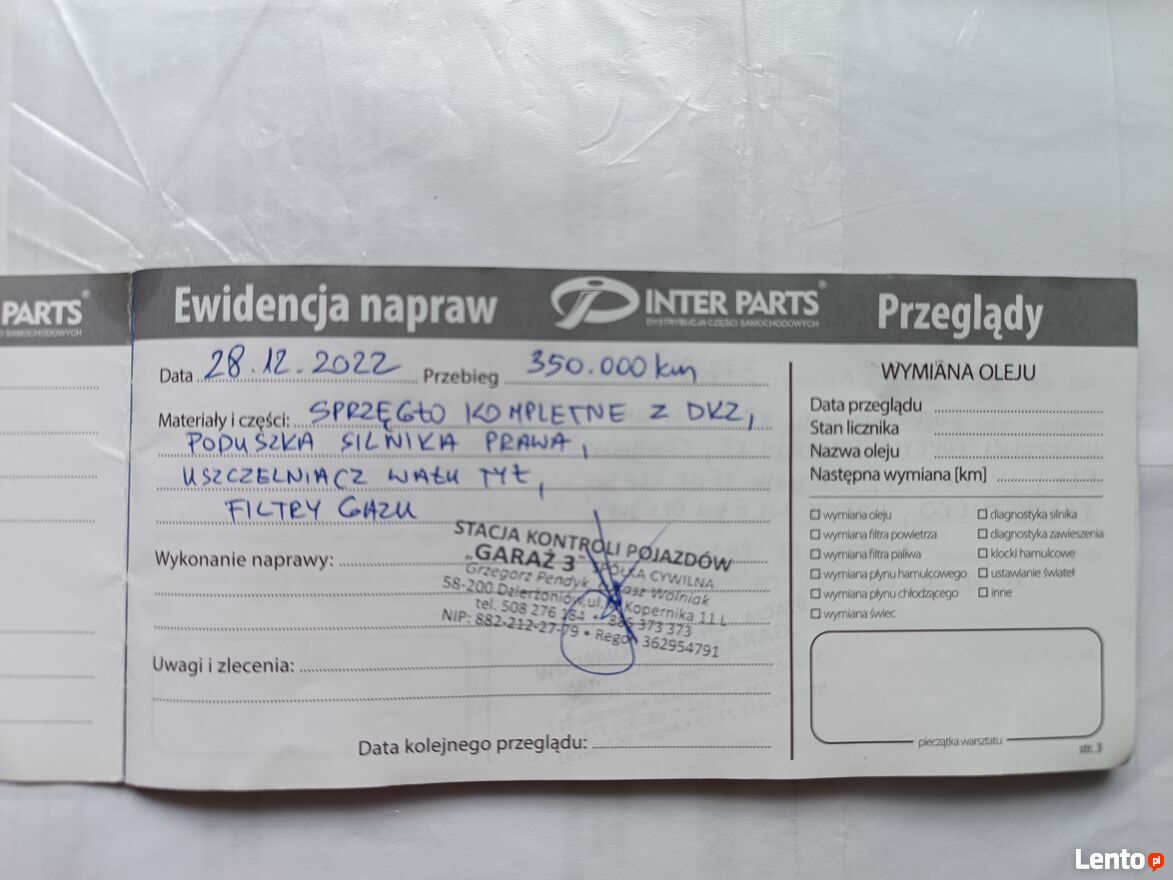 PARTS®
SAMOCHODOWYCH
Ewidencja napraw
INTER PARTS®
DYSTRYBUCJA CZĘŚCI SAMOCHODOWYCH
Przeglądy
Data 28.12.2022 Przebieg 350.000 km
Materiały i części: SPRZĘGŁO KOMPLETNE Z DKZ,
PODUSZKA SILNIKA PRAWA,
USZCZELNIACZ WAŁU TYŁ,
FILTRY GAZU
Wykonanie naprawy:
STACJA KONTROLI POJAZDÓW
„GARAŻ 3” SPÓŁKA CYWILNA
Grzegorz Pendyk, Wolniak
58-200 Dzierżoniów, ul. Kopernika 11 L
tel. 508 276 184 • 373 373
NIP: 882-212-27-79 • Regon 362954791
Uwagi i zlecenia:
Data kolejnego przeglądu:
WYMIANA OLEJU
Data przeglądu
Stan licznika
Nazwa oleju
Następna wymiana [km]
wymiana oleju
wymiana filtra powietrza
wymiana filtra paliwa
wymiana płynu hamulcowego
wymiana płynu chłodzącego
wymiana świec
diagnostyka silnika
diagnostyka zawieszenia
klocki hamulcowe
ustawianie świateł
inne
pieczątka warsztatu
str. 3
Lento.pl